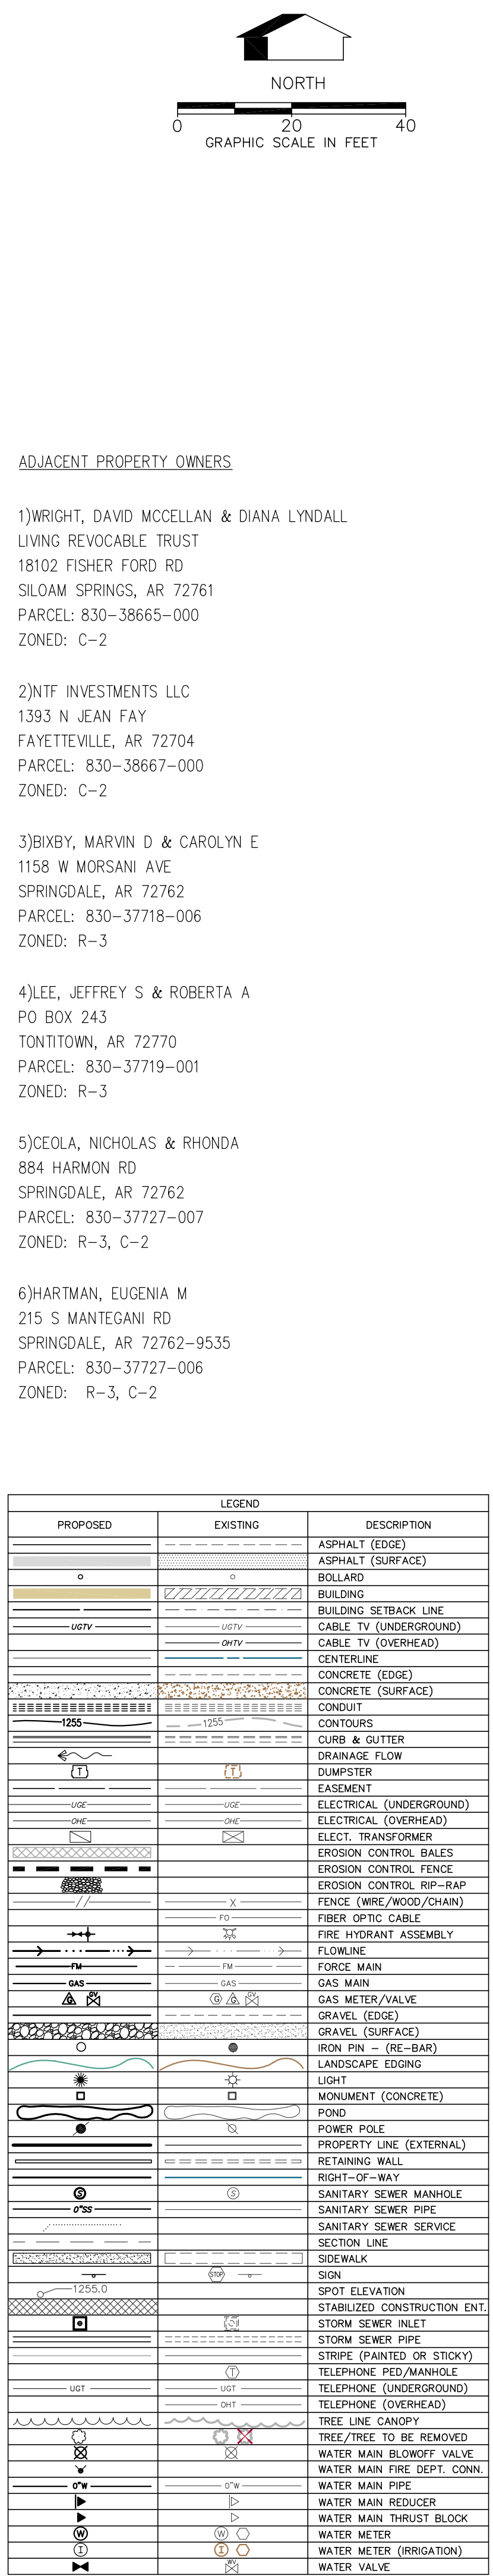 NORTH
0 20 40
GRAPHIC SCALE IN FEET
ADJACENT PROPERTY OWNERS
1)WRIGHT, DAVID MCCELLAN & DIANA LYNDALL
LIVING REVOCABLE TRUST
18102 FISHER FORD RD
SILOAM SPRINGS, AR 72761
PARCEL: 830-38665-000
ZONED: C-2
2)NTF INVESTMENTS LLC
1393 N JEAN FAY
FAYETTEVILLE, AR 72704
PARCEL: 830-38667-000
ZONED: C-2
3)BIXBY, MARVIN D & CAROLYN E
1158 W MORSANI AVE
SPRINGDALE, AR 72762
PARCEL: 830-37718-006
ZONED: R-3
4)LEE, JEFFREY S & ROBERTA A
PO BOX 243
TONTITOWN, AR 72770
PARCEL: 830-37719-001
ZONED: R-3
5)CEOLA, NICHOLAS & RHONDA
884 HARMON RD
SPRINGDALE, AR 72762
PARCEL: 830-37727-007
ZONED: R-3, C-2
6)HARTMAN, EUGENIA M
215 S MANTEGANI RD
SPRINGDALE, AR 72762-9535
PARCEL: 830-37727-006
ZONED: R-3, C-2
LEGEND
PROPOSED EXISTING DESCRIPTION
ASPHALT (EDGE)
ASPHALT (SURFACE)
BOLLARD
BUILDING
BUILDING SETBACK LINE
UGTV UGTV CABLE TV (UNDERGROUND)
OHTV CABLE TV (OVERHEAD)
CENTERLINE
CONCRETE (EDGE)
CONCRETE (SURFACE)
CONDUIT
1255 1255 CONTOURS
CURB & GUTTER
DRAINAGE FLOW
T T DUMPSTER
EASEMENT
UGE UGE ELECTRICAL (UNDERGROUND)
OHE OHE ELECTRICAL (OVERHEAD)
ELECT. TRANSFORMER
EROSION CONTROL BALES
EROSION CONTROL FENCE
EROSION CONTROL RIP-RAP
// X FENCE (WIRE/WOOD/CHAIN)
FO FIBER OPTIC CABLE
FIRE HYDRANT ASSEMBLY
FLOWLINE
FM FM FORCE MAIN
GAS GAS GAS MAIN
G GV G G GV GAS METER/VALVE
GRAVEL (EDGE)
GRAVEL (SURFACE)
IRON PIN - (RE-BAR)
LANDSCAPE EDGING
LIGHT
MONUMENT (CONCRETE)
POND
POWER POLE
PROPERTY LINE (EXTERNAL)
RETAINING WALL
RIGHT-OF-WAY
S S SANITARY SEWER MANHOLE
0"SS SANITARY SEWER PIPE
SANITARY SEWER SERVICE
SECTION LINE
SIDEWALK
STOP SIGN
1255.0 SPOT ELEVATION
STABILIZED CONSTRUCTION ENT.
STORM SEWER INLET
STORM SEWER PIPE
STRIPE (PAINTED OR STICKY)
T TELEPHONE PED/MANHOLE
UGT UGT TELEPHONE (UNDERGROUND)
OHT TELEPHONE (OVERHEAD)
TREE LINE CANOPY
TREE/TREE TO BE REMOVED
WATER MAIN BLOWOFF VALVE
WATER MAIN FIRE DEPT. CONN.
0"W 0"W WATER MAIN PIPE
WATER MAIN REDUCER
WATER MAIN THRUST BLOCK
W W WATER METER
I I WATER METER (IRRIGATION)
WV WATER VALVE